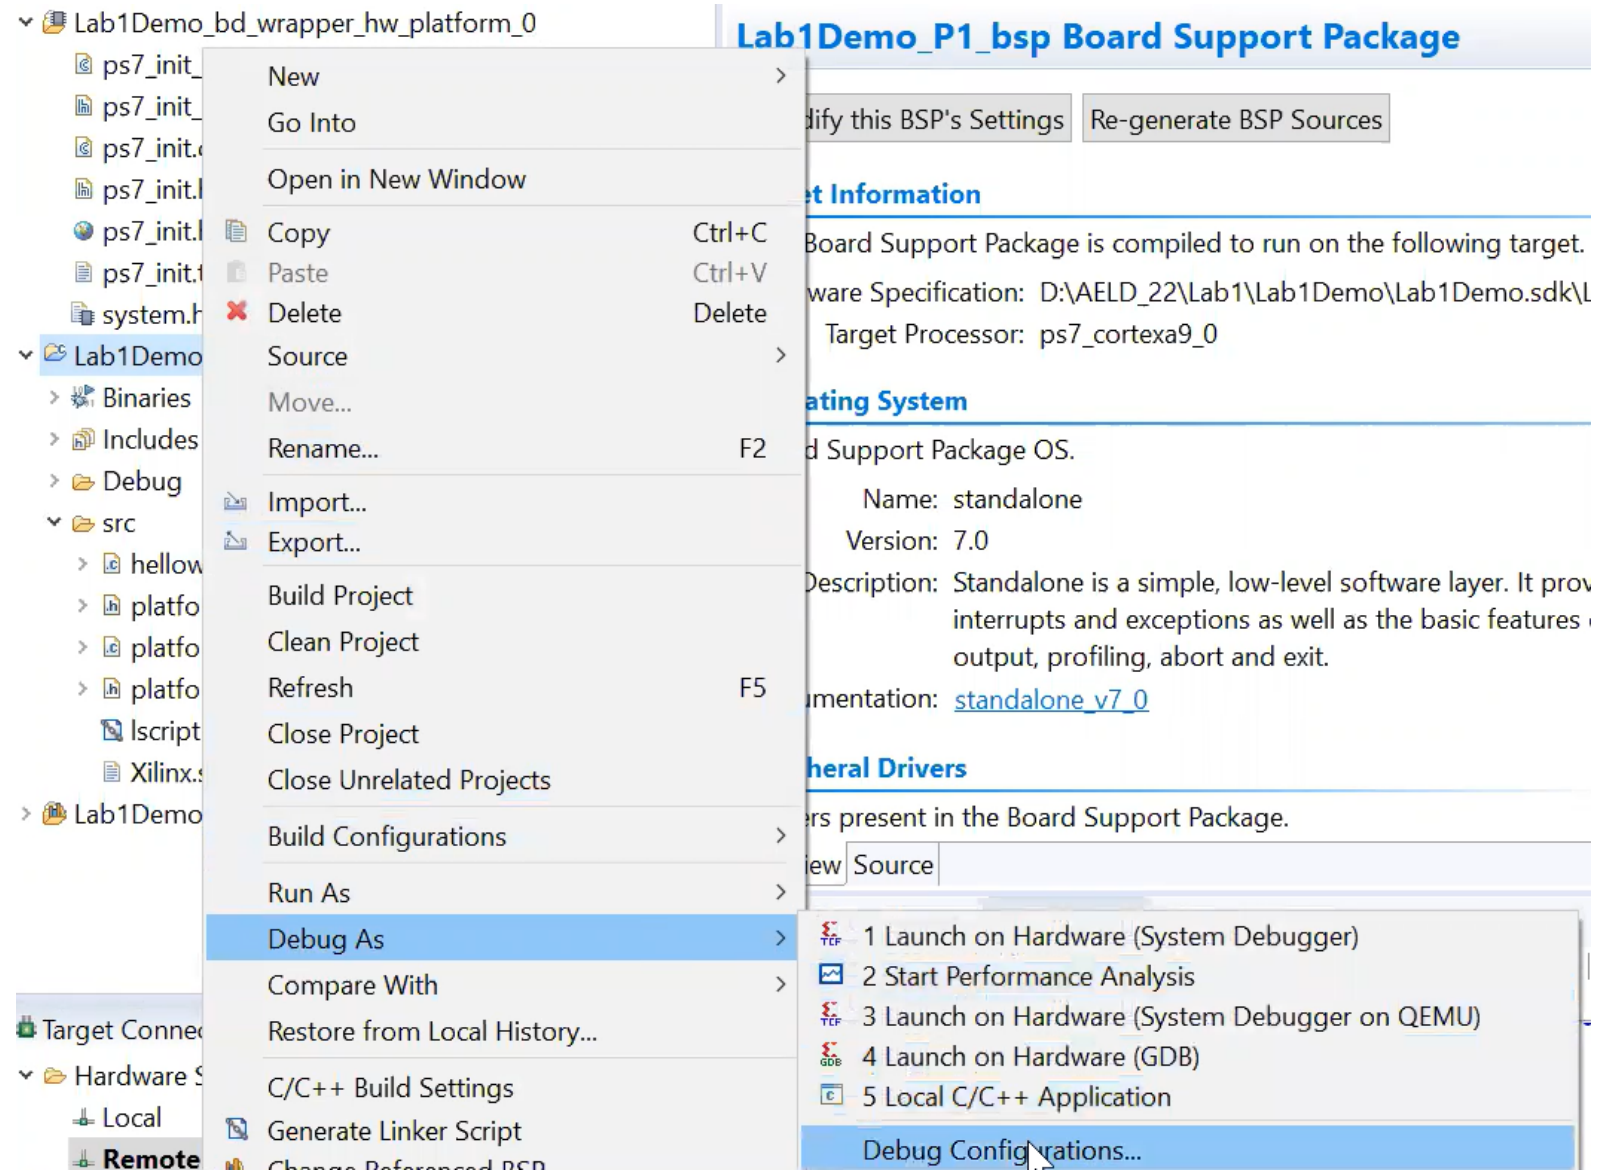 Lab1Demo_bd_wrapper_hw_platform_0
ps7_init_
ps7_init_
ps7_init.
ps7_init.
ps7_init.
ps7_init.t
system.h
Lab1Demo
Binaries
Includes
Debug
src
hellow
platfo
platfo
platfo
lscript
Xilinx.s
Lab1Demo
Target Connec
Hardware S
Local
Remote
New
Go Into
Open in New Window
Copy Ctrl+C
Paste Ctrl+V
Delete Delete
Source
Move...
Rename... F2
Import...
Export...
Build Project
Clean Project
Refresh F5
Close Project
Close Unrelated Projects
Build Configurations
Run As
Debug As
Compare With
Restore from Local History...
C/C++ Build Settings
Generate Linker Script
Change Referenced BSP
1 Launch on Hardware (System Debugger)
2 Start Performance Analysis
3 Launch on Hardware (System Debugger on QEMU)
4 Launch on Hardware (GDB)
5 Local C/C++ Application
Debug Configurations...
Lab1Demo_P1_bsp Board Support Package
dify this BSP's Settings Re-generate BSP Sources
et Information
Board Support Package is compiled to run on the following target.
ware Specification: D:\AELD_22\Lab1\Lab1Demo\Lab1Demo.sdk\L
Target Processor: ps7_cortexa9_0
ating System
d Support Package OS.
Name: standalone
Version: 7.0
Description: Standalone is a simple, low-level software layer. It prov
interrupts and exceptions as well as the basic features
output, profiling, abort and exit.
umentation: standalone_v7_0
heral Drivers
ers present in the Board Support Package.
iew Source